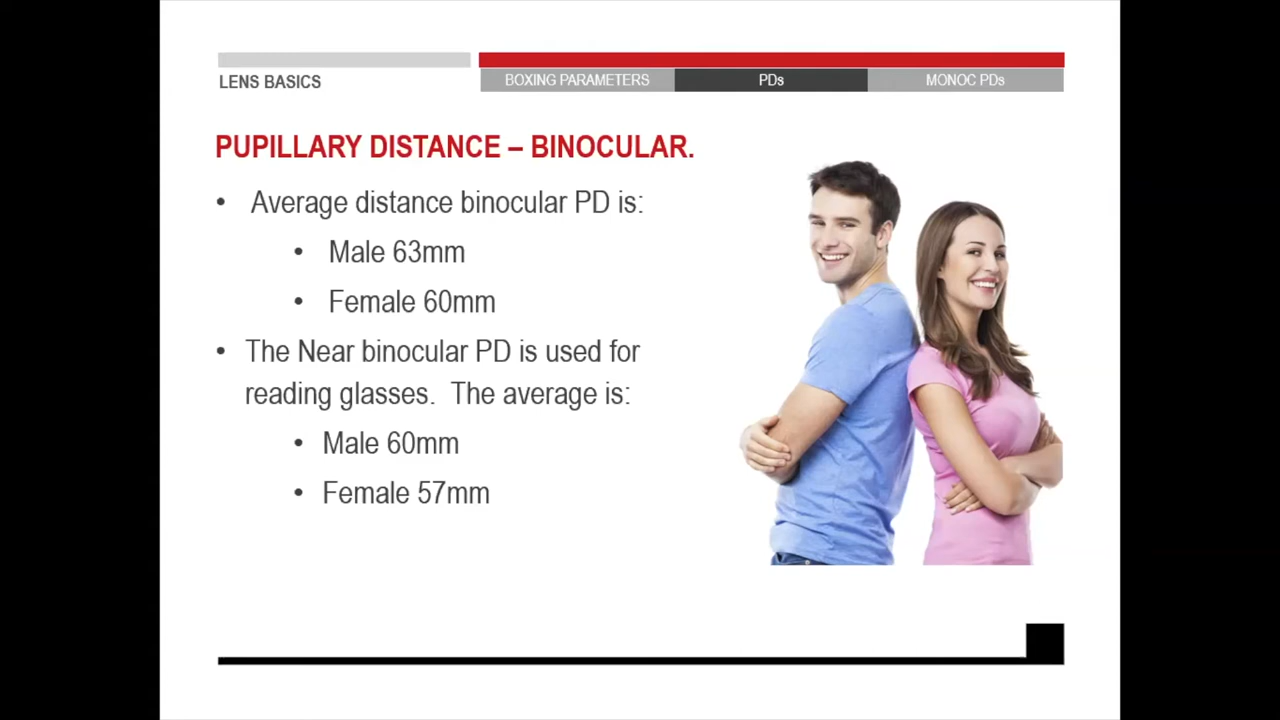 LENS BASICS
BOXING PARAMETERS
PDs
MONOC PDs
PUPILLARY DISTANCE – BINOCULAR.
• Average distance binocular PD is:
• Male 63mm
• Female 60mm
• The Near binocular PD is used for
reading glasses.  The average is:
• Male 60mm
• Female 57mm